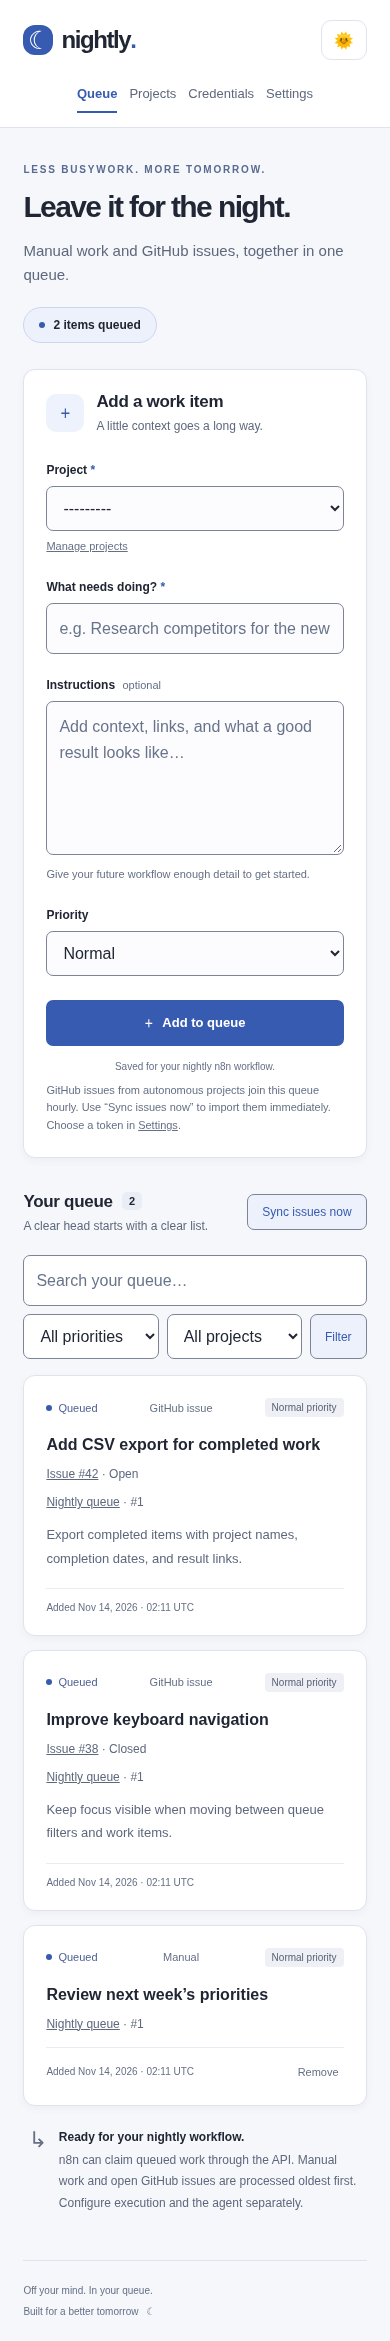 nightly.
Queue Projects Credentials Settings
LESS BUSYWORK. MORE TOMORROW.
Leave it for the night.
Manual work and GitHub issues, together in one
queue.
2 items queued
+ Add a work item
A little context goes a long way.
Project *
---------
Manage projects
What needs doing? *
e.g. Research competitors for the new
Instructions optional
Add context, links, and what a good
result looks like…
Give your future workflow enough detail to get started.
Priority
Normal
+ Add to queue
Saved for your nightly n8n workflow.
GitHub issues from autonomous projects join this queue
hourly. Use “Sync issues now” to import them immediately.
Choose a token in Settings.
Your queue 2
A clear head starts with a clear list.
Sync issues now
Search your queue…
All priorities All projects Filter
Queued GitHub issue Normal priority
Add CSV export for completed work
Issue #42 · Open
Nightly queue · #1
Export completed items with project names,
completion dates, and result links.
Added Nov 14, 2026 · 02:11 UTC
Queued GitHub issue Normal priority
Improve keyboard navigation
Issue #38 · Closed
Nightly queue · #1
Keep focus visible when moving between queue
filters and work items.
Added Nov 14, 2026 · 02:11 UTC
Queued Manual Normal priority
Review next week’s priorities
Nightly queue · #1
Added Nov 14, 2026 · 02:11 UTC Remove
↳ Ready for your nightly workflow.
n8n can claim queued work through the API. Manual
work and open GitHub issues are processed oldest first.
Configure execution and the agent separately.
Off your mind. In your queue.
Built for a better tomorrow ☾